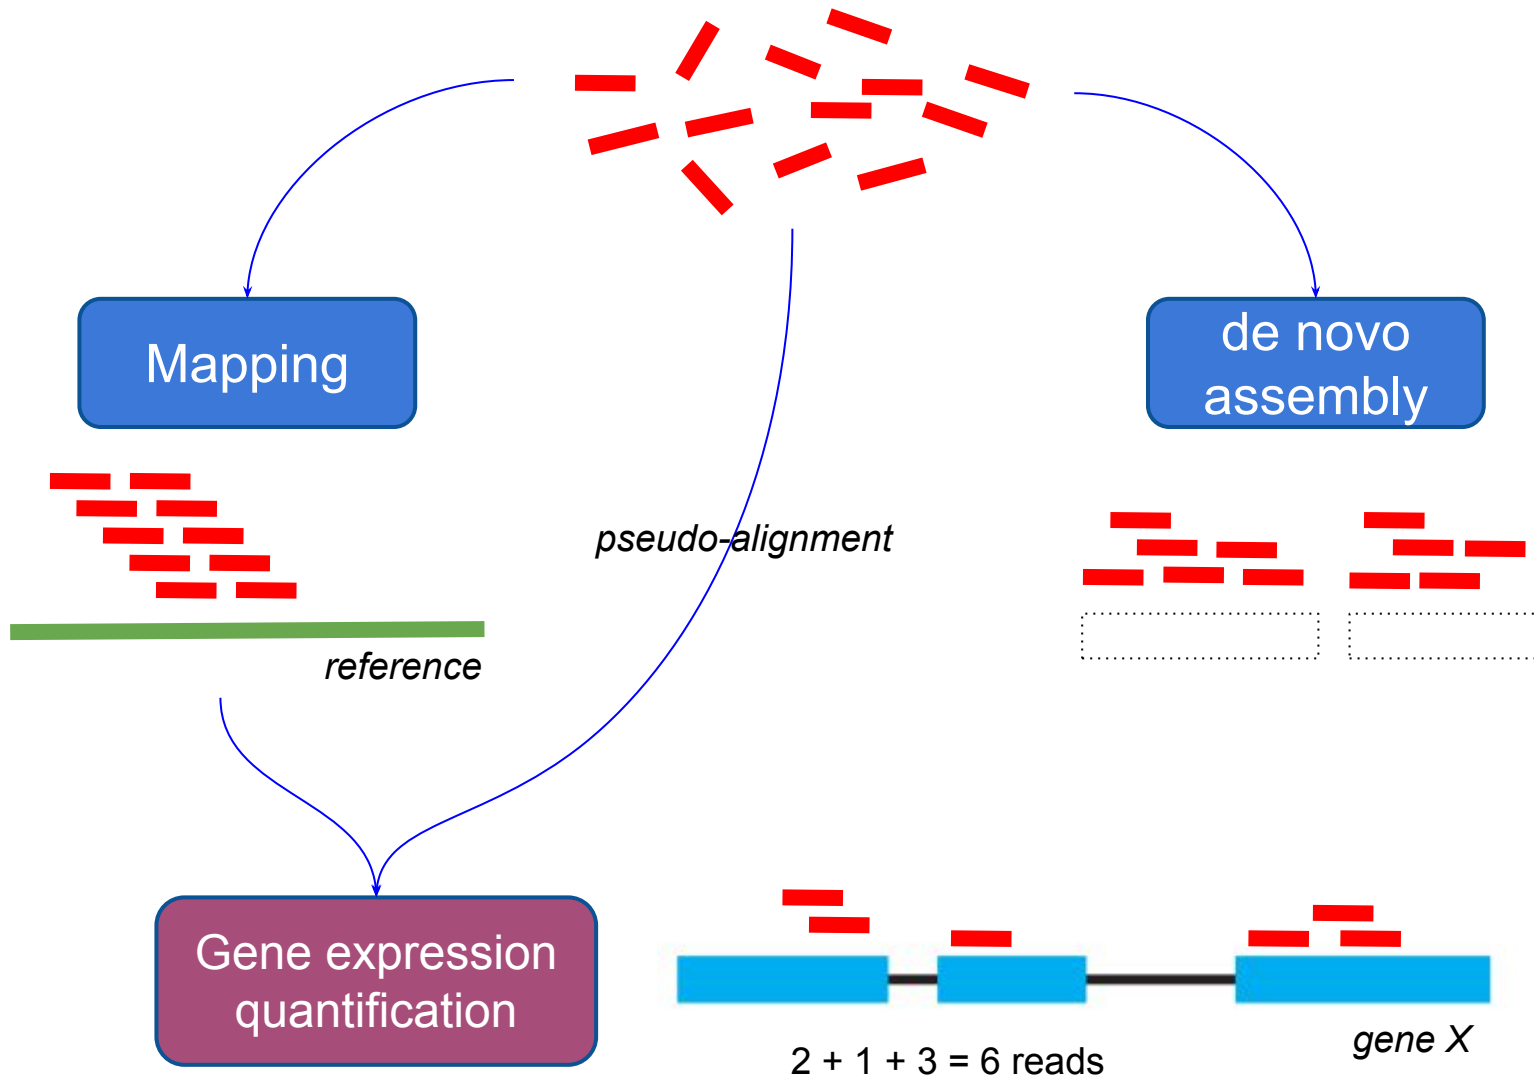 Mapping
de novo
assembly
pseudo-alignment
reference
Gene expression
quantification
gene X
2 + 1 + 3 = 6 reads